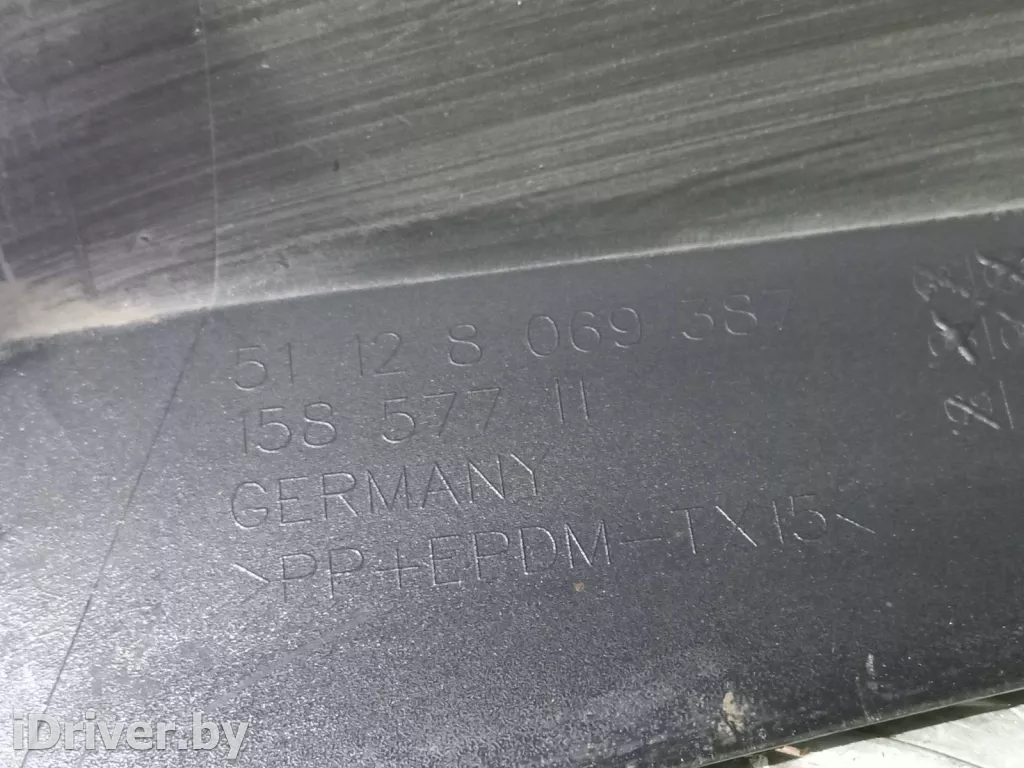 51 12 8 069 387
158 577 11
GERMANY
>PP+EPDM-TX15<
iDriver.by